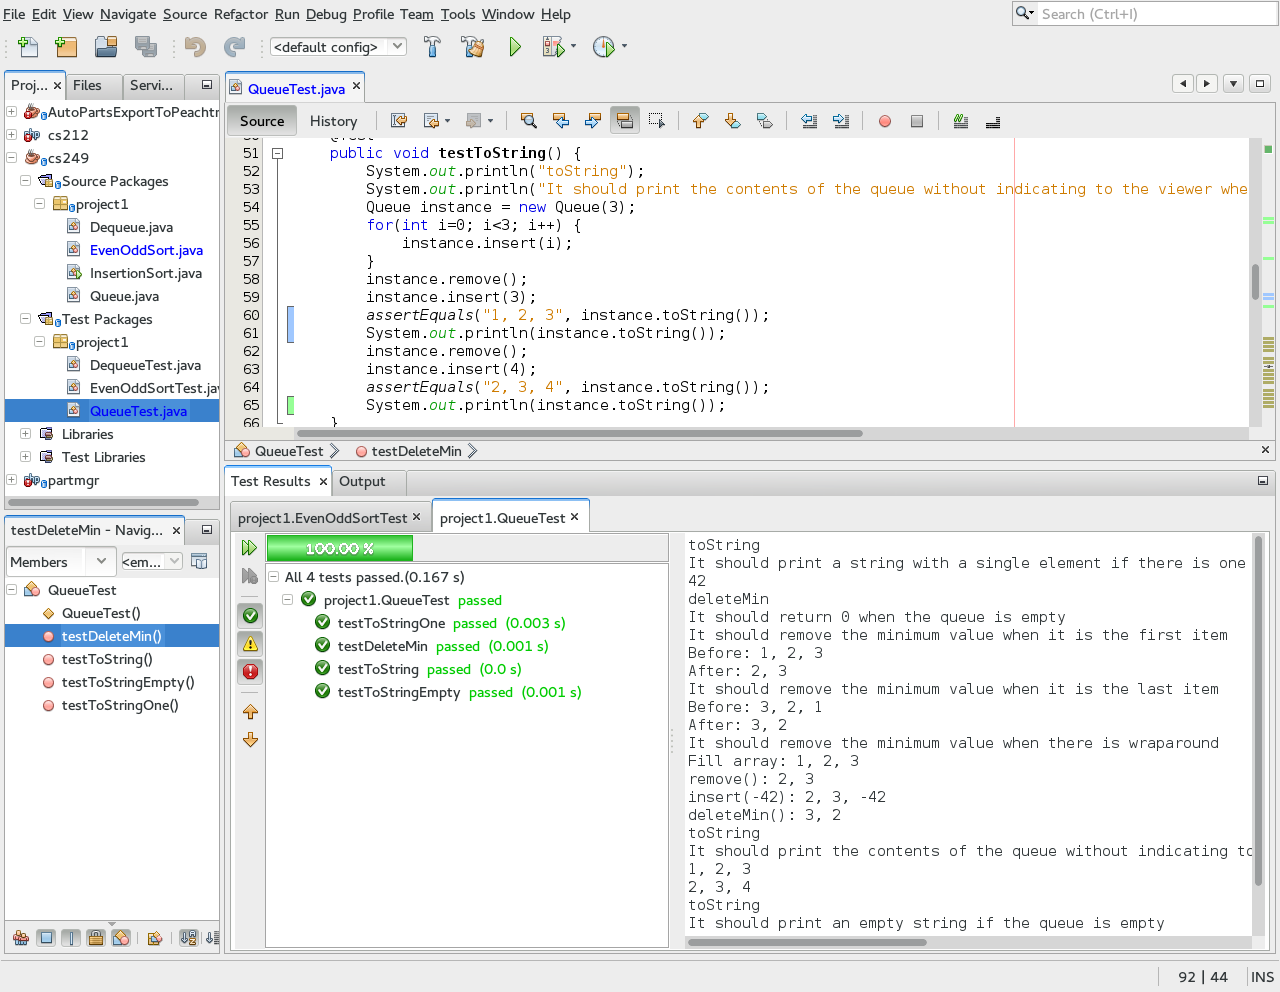 File Edit View Navigate Source Refactor Run Debug Profile Team Tools Window Help
Search (Ctrl+I)
<default config>
Proj... × Files Servi...
AutoPartsExportToPeachtr
cs212
cs249
Source Packages
project1
Dequeue.java
EvenOddSort.java
InsertionSort.java
Queue.java
Test Packages
project1
DequeueTest.java
EvenOddSortTest.jav
QueueTest.java
Libraries
Test Libraries
partmgr
QueueTest.java ×
Source History
51 public void testToString() {
52 System.out.println("toString");
53 System.out.println("It should print the contents of the queue without indicating to the viewer whe
54 Queue instance = new Queue(3);
55 for(int i=0; i<3; i++) {
56 instance.insert(i);
57 }
58 instance.remove();
59 instance.insert(3);
60 assertEquals("1, 2, 3", instance.toString());
61 System.out.println(instance.toString());
62 instance.remove();
63 instance.insert(4);
64 assertEquals("2, 3, 4", instance.toString());
65 System.out.println(instance.toString());
66 }
QueueTest testDeleteMin
testDeleteMin - Navig... ×
Members <em...
QueueTest
QueueTest()
testDeleteMin()
testToString()
testToStringEmpty()
testToStringOne()
Test Results × Output
project1.EvenOddSortTest × project1.QueueTest ×
100.00 %
All 4 tests passed.(0.167 s)
project1.QueueTest passed
testToStringOne passed (0.003 s)
testDeleteMin passed (0.001 s)
testToString passed (0.0 s)
testToStringEmpty passed (0.001 s)
toString
It should print a string with a single element if there is one
42
deleteMin
It should return 0 when the queue is empty
It should remove the minimum value when it is the first item
Before: 1, 2, 3
After: 2, 3
It should remove the minimum value when it is the last item
Before: 3, 2, 1
After: 3, 2
It should remove the minimum value when there is wraparound
Fill array: 1, 2, 3
remove(): 2, 3
insert(-42): 2, 3, -42
deleteMin(): 3, 2
toString
It should print the contents of the queue without indicating to
1, 2, 3
2, 3, 4
toString
It should print an empty string if the queue is empty
92 | 44 INS